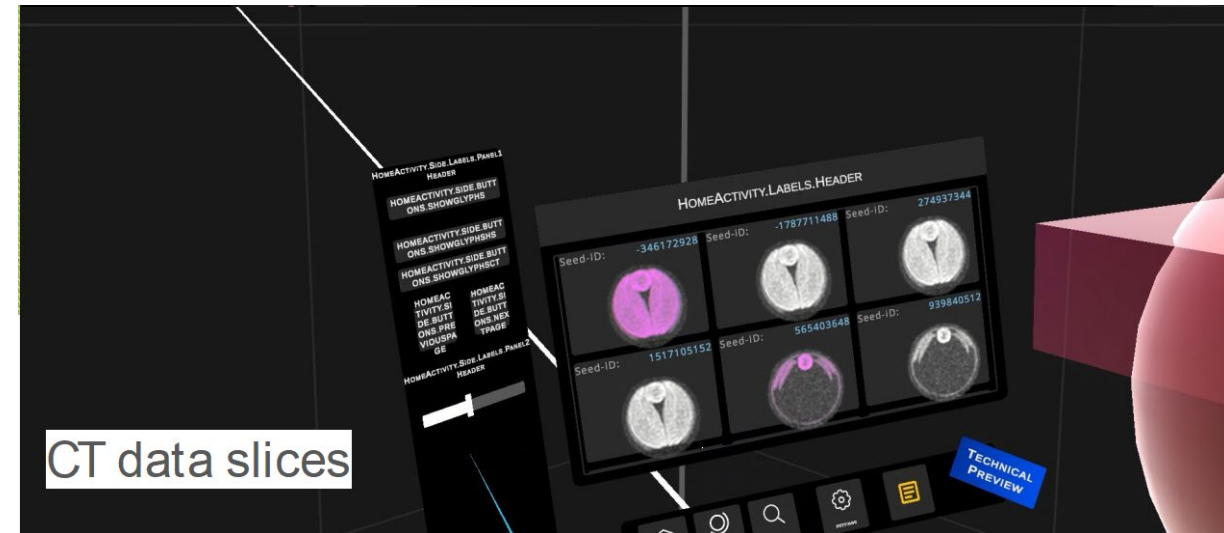 HomeActivity.Side.Labels.Panel1
Header
HOMEACTIVITY.SIDE.BUTT
ONS.SHOWGLYPHS
HOMEACTIVITY.SIDE.BUTT
ONS.SHOWGLYPHSHS
HOMEACTIVITY.SIDE.BUTT
ONS.SHOWGLYPHSCT
HOMEAC
TIVITY.SI
DE.BUTT
ONS.PRE
VIOUSPA
GE
HOMEAC
TIVITY.SI
DE.BUTT
ONS.NEX
TPAGE
HomeActivity.Side.Labels.Panel2
Header
HomeActivity.Labels.Header
Seed-ID: -346172928
Seed-ID: -1787711488
Seed-ID: 274937344
Seed-ID: 1517105152
Seed-ID: 565403648
Seed-ID: 939840512
Technical
Preview
CT data slices